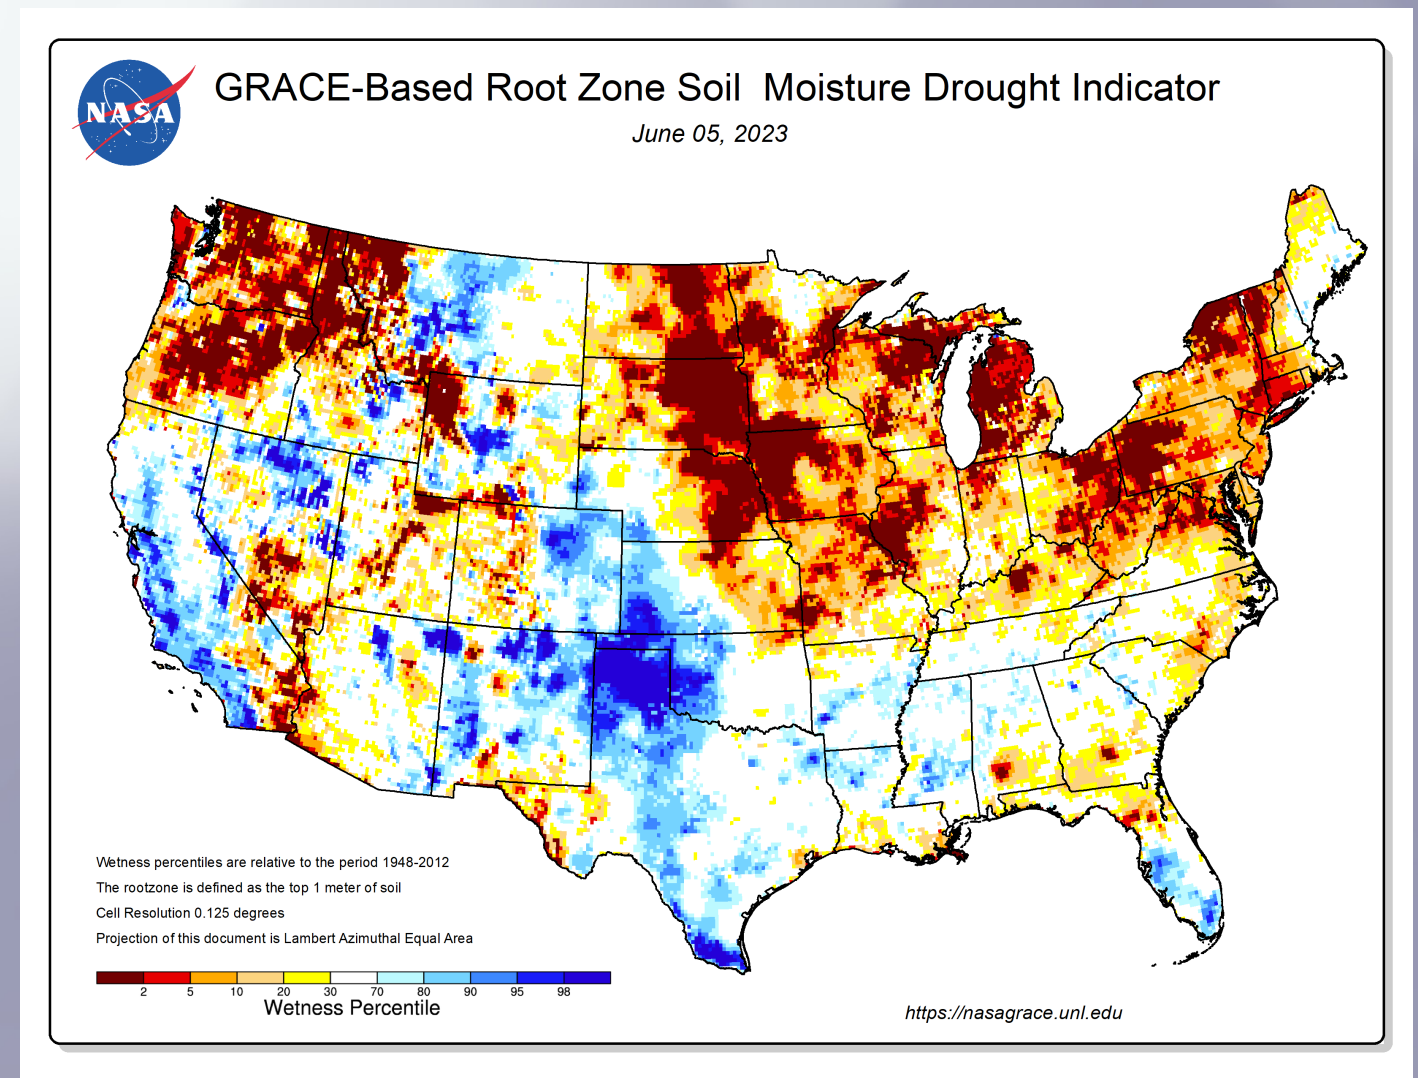 NASA
GRACE-Based Root Zone Soil  Moisture Drought Indicator
June 05, 2023
Wetness percentiles are relative to the period 1948-2012
The rootzone is defined as the top 1 meter of soil
Cell Resolution 0.125 degrees
Projection of this document is Lambert Azimuthal Equal Area
2 5 10 20 30 70 80 90 95 98
Wetness Percentile
https://nasagrace.unl.edu